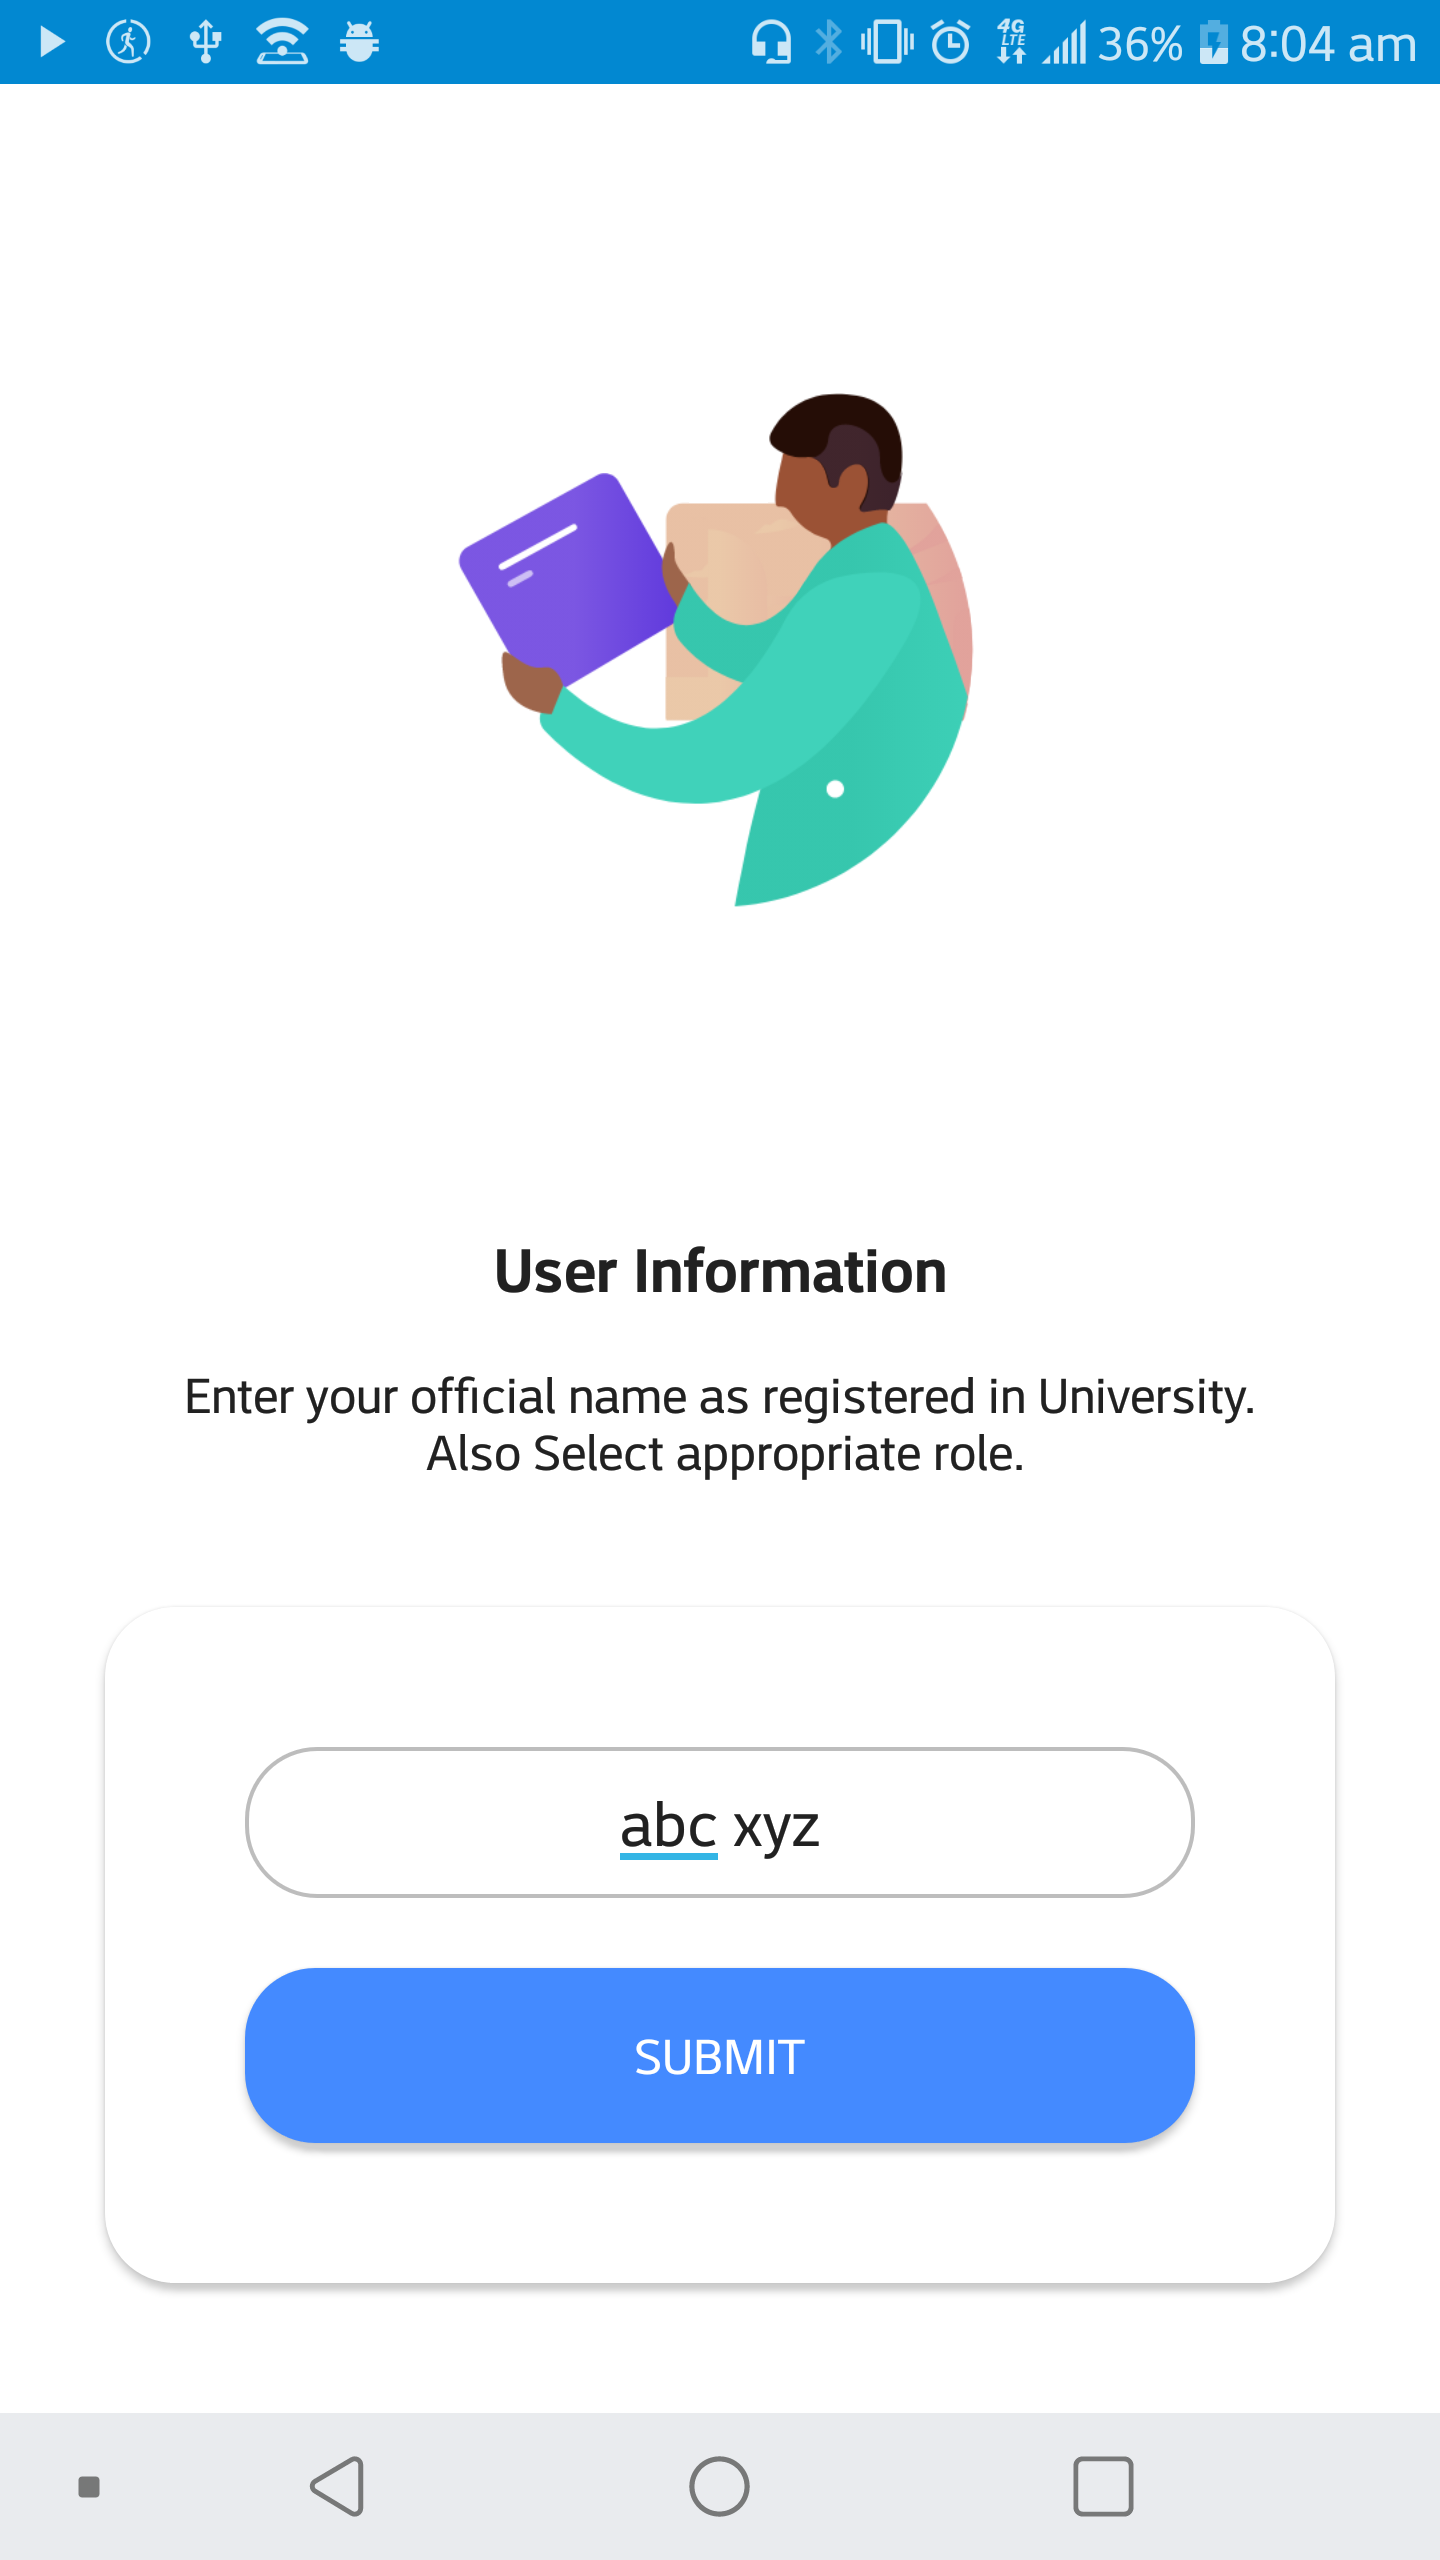 4G LTE 36% 8:04 am
User Information
Enter your official name as registered in University.
Also Select appropriate role.
abc xyz
SUBMIT